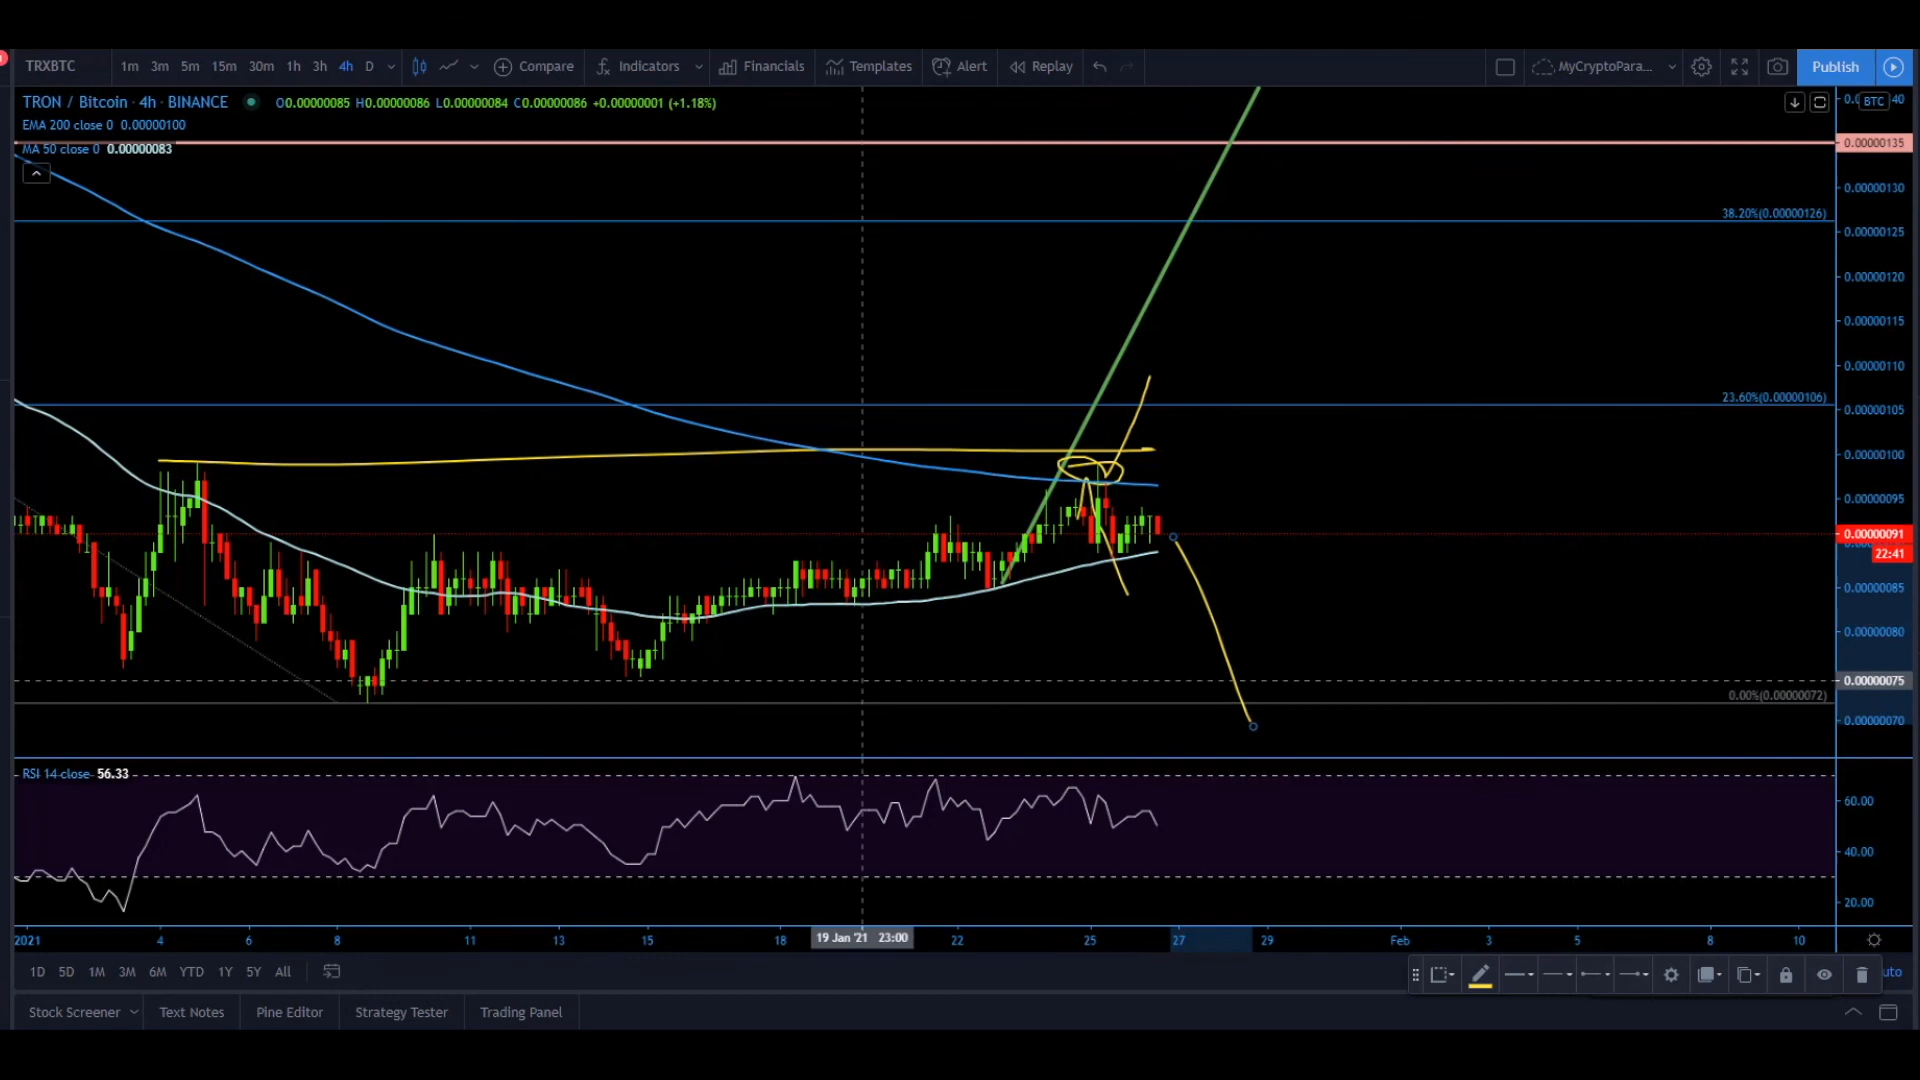 TRXBTC 1m 3m 5m 15m 30m 1h 3h 4h D Compare Indicators Financials Templates Alert Replay MyCryptoPara... Publish
TRON / Bitcoin · 4h · BINANCE O0.00000085 H0.00000086 L0.00000084 C0.00000086 +0.00000001 (+1.18%)
EMA 200 close 0 0.00000100
MA 50 close 0 0.00000083
BTC 40
0.00000135
0.00000130
38.20%(0.00000126)
0.00000125
0.00000120
0.00000115
0.00000110
23.60%(0.00000106)
0.00000105
0.00000100
0.00000095
0.00000091
22:41
0.00000085
0.00000080
0.00000075
0.00%(0.00000072)
0.00000070
RSI 14 close 56.33
60.00
40.00
20.00
2021 4 6 8 11 13 15 18 19 Jan '21 23:00 22 25 27 29 Feb 3 5 8 10
1D 5D 1M 3M 6M YTD 1Y 5Y All uto
Stock Screener Text Notes Pine Editor Strategy Tester Trading Panel